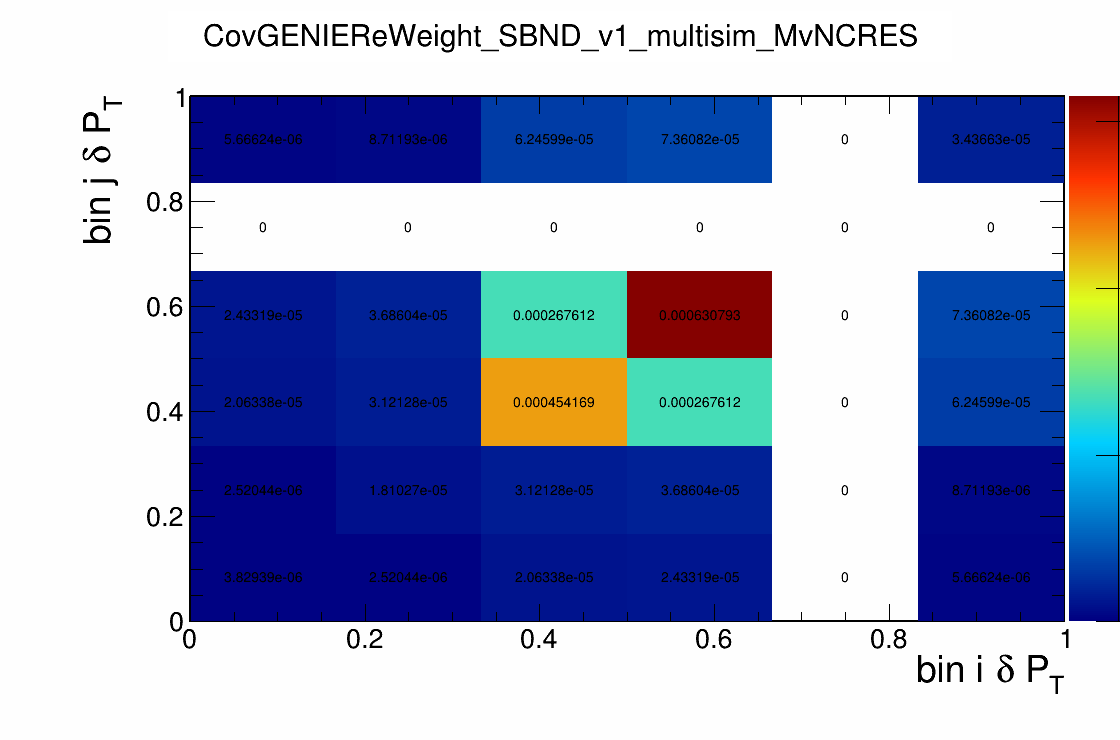 CovGENIEReWeight_SBND_v1_multisim_MvNCRES
bin j δ P_T
1
5.66624e-06 8.71193e-06 6.24599e-05 7.36082e-05 0 3.43663e-05
0.8
0 0 0 0 0 0
0.6
2.43319e-05 3.68604e-05 0.000267612 0.000630793 0 7.36082e-05
0.4
2.06338e-05 3.12128e-05 0.000454169 0.000267612 0 6.24599e-05
2.52044e-06 1.81027e-05 3.12128e-05 3.68604e-05 0 8.71193e-06
0.2
3.82939e-06 2.52044e-06 2.06338e-05 2.43319e-05 0 5.66624e-06
0
0 0.2 0.4 0.6 0.8 1
bin i δ P_T